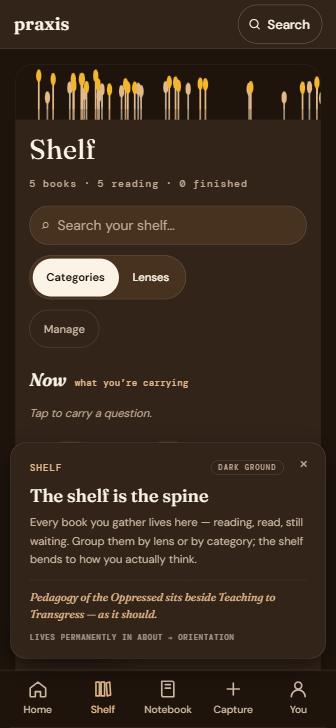 praxis
Search
Shelf
5 books · 5 reading · 0 finished
Search your shelf…
Categories
Lenses
Manage
Now what you're carrying
Tap to carry a question.
SHELF
DARK GROUND
×
The shelf is the spine
Every book you gather lives here — reading, read, still
waiting. Group them by lens or by category; the shelf
bends to how you actually think.
Pedagogy of the Oppressed sits beside Teaching to
Transgress — as it should.
LIVES PERMANENTLY IN ABOUT → ORIENTATION
Home
Shelf
Notebook
Capture
You